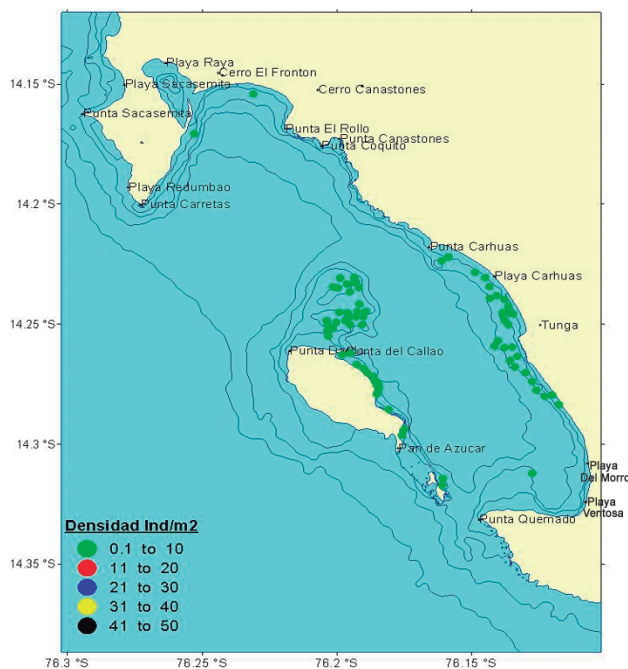 14.15 °S
14.2 °S
14.25 °S
14.3 °S
14.35 °S
Playa Raya
Cerro El Fronton
Playa Sacasemita
Cerro Canastones
Punta Sacasemita
Punta El Rollo
Punta Canastones
Punta Coquito
Playa Redumbao
Punta Carretas
Punta Carhuas
Playa Carhuas
Tunga
Punta del Callao
Pan de Azucar
Playa
Del Morro
Playa
Ventosa
Punta Quemado
Densidad Ind/m2
0.1 to 10
11 to 20
21 to 30
31 to 40
41 to 50
76.3 °S
76.25 °S
76.2 °S
76.15 °S